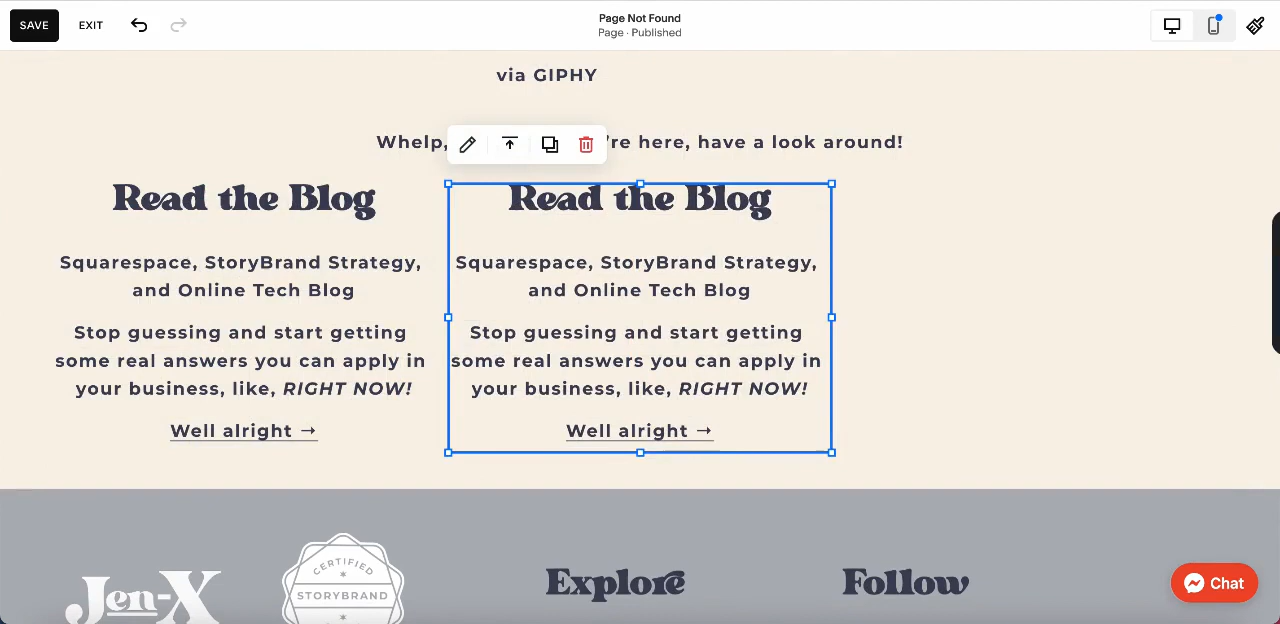 SAVE EXIT Page Not Found
Page · Published
via GIPHY
Whelp, 're here, have a look around!
Read the Blog
Squarespace, StoryBrand Strategy,
and Online Tech Blog
Stop guessing and start getting
some real answers you can apply in
your business, like, RIGHT NOW!
Well alright →
Read the Blog
Squarespace, StoryBrand Strategy,
and Online Tech Blog
Stop guessing and start getting
some real answers you can apply in
your business, like, RIGHT NOW!
Well alright →
Jen-X
CERTIFIED
STORYBRAND
Explore
Follow
Chat